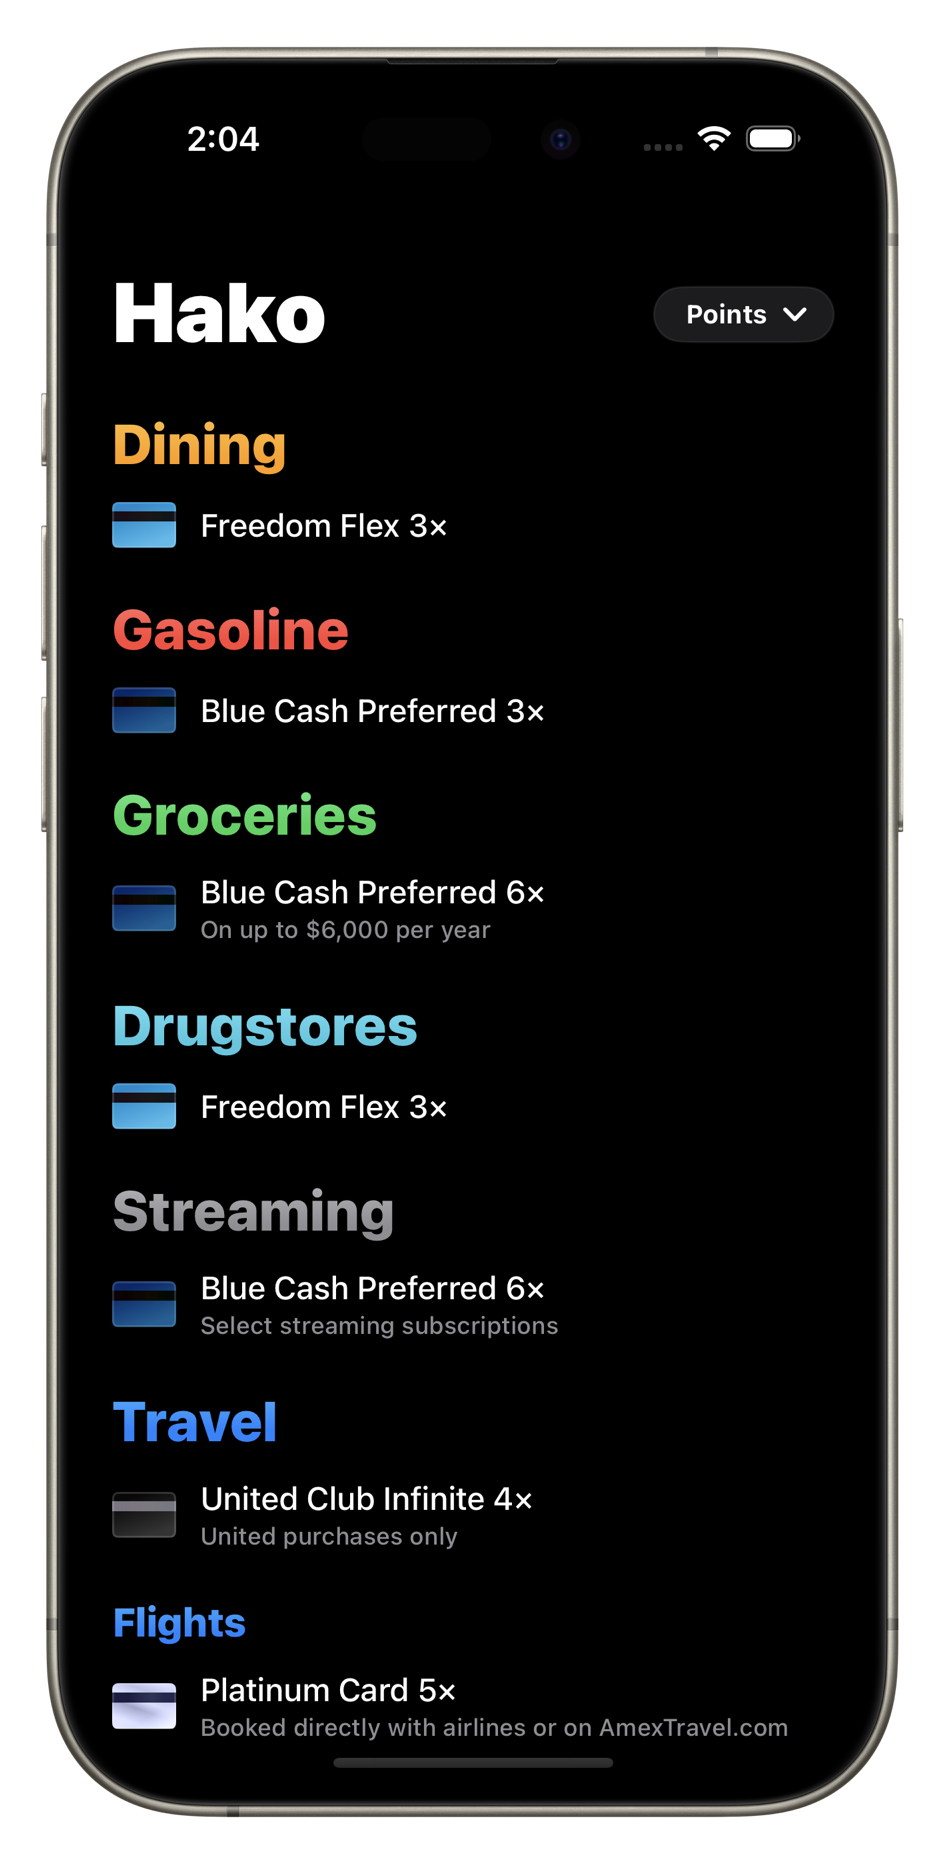 2:04
Hako
Points
Dining
Freedom Flex 3×
Gasoline
Blue Cash Preferred 3×
Groceries
Blue Cash Preferred 6×
On up to $6,000 per year
Drugstores
Freedom Flex 3×
Streaming
Blue Cash Preferred 6×
Select streaming subscriptions
Travel
United Club Infinite 4×
United purchases only
Flights
Platinum Card 5×
Booked directly with airlines or on AmexTravel.com